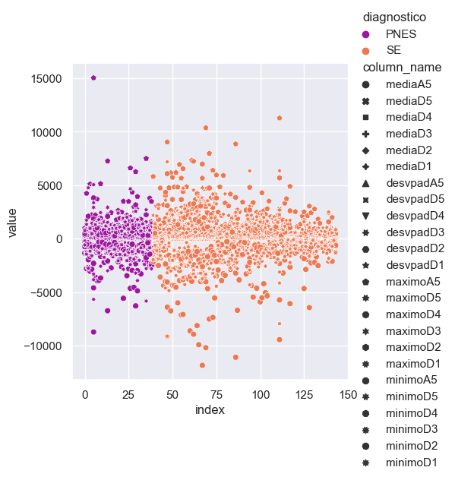 diagnostico
PNES
SE
column_name
mediaA5
mediaD5
mediaD4
mediaD3
mediaD2
mediaD1
desvpadA5
desvpadD5
desvpadD4
desvpadD3
desvpadD2
desvpadD1
maximoA5
maximoD5
maximoD4
maximoD3
maximoD2
maximoD1
minimoA5
minimoD5
minimoD4
minimoD3
minimoD2
minimoD1
15000
10000
5000
0
−5000
−10000
value
0
25
50
75
100
125
150
index